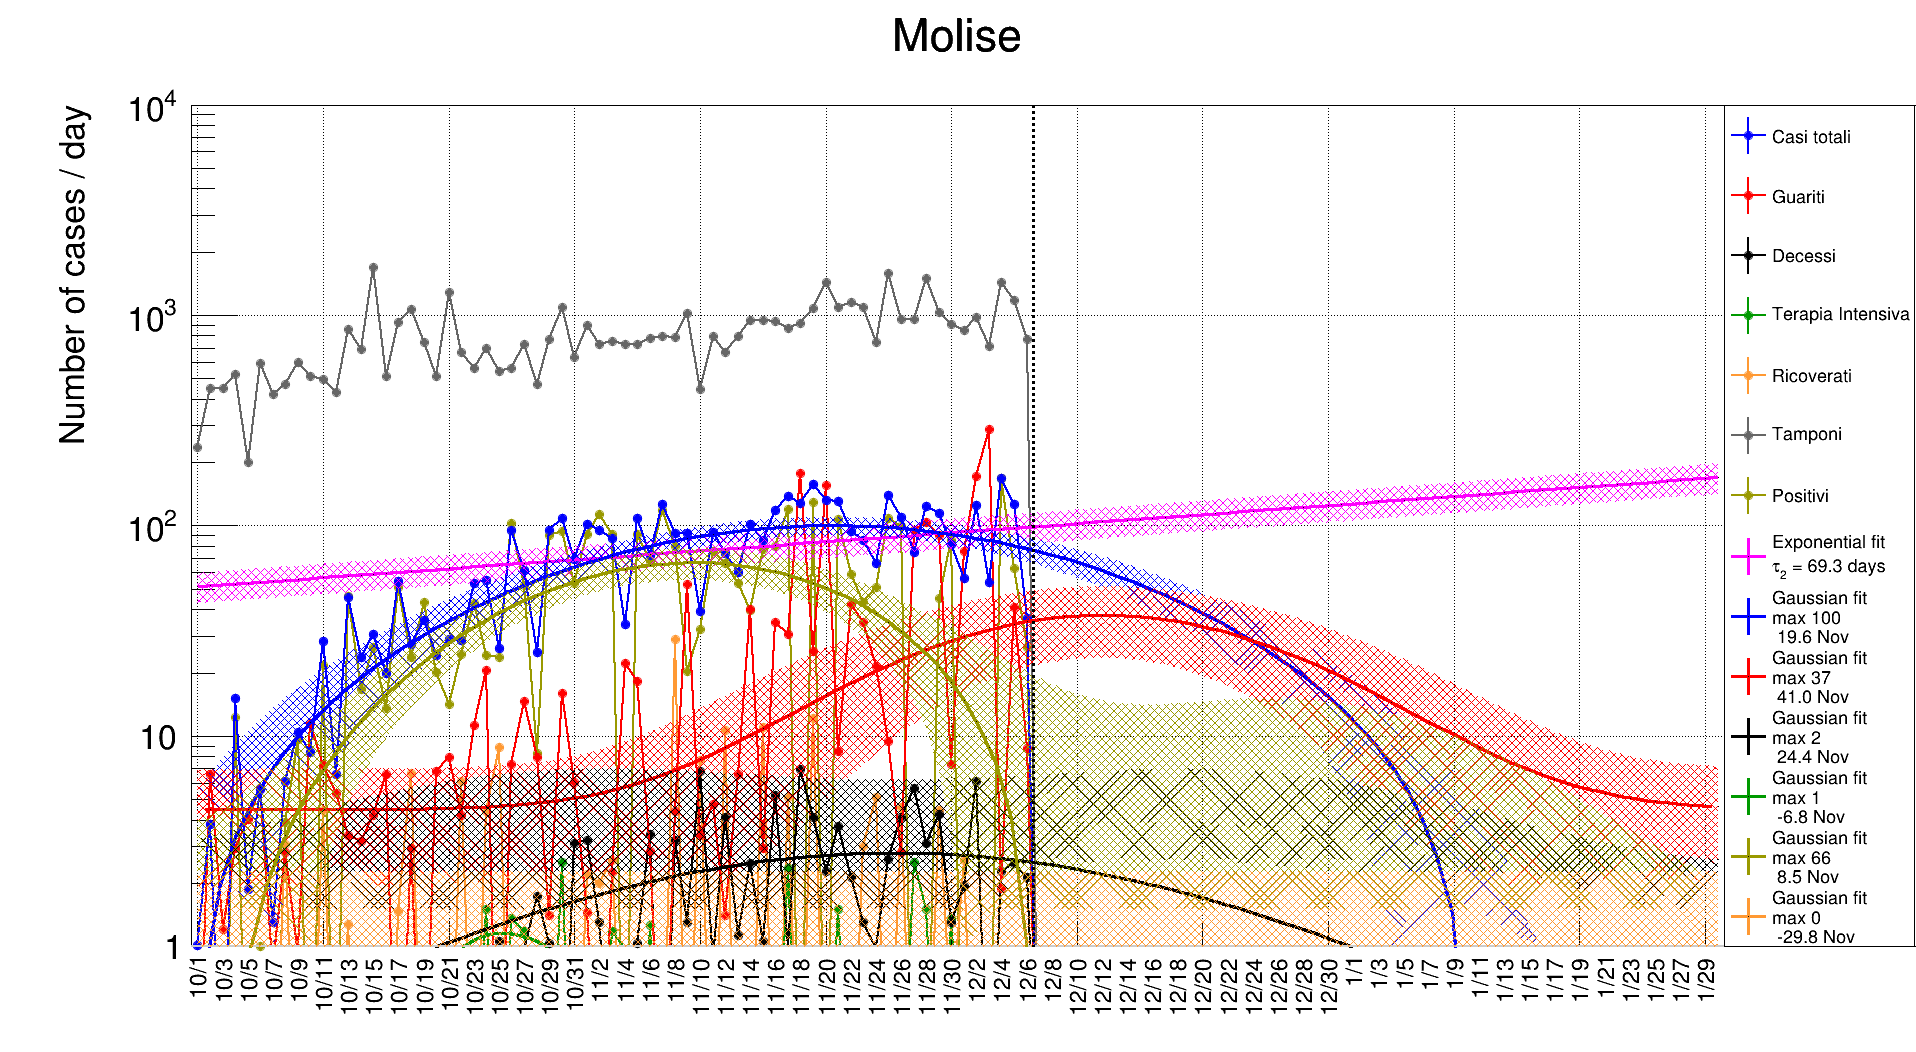 Molise
Number of cases / day
10^4
10^3
10^2
10
1
10/1
10/3
10/5
10/7
10/9
10/11
10/13
10/15
10/17
10/19
10/21
10/23
10/25
10/27
10/29
10/31
11/2
11/4
11/6
11/8
11/10
11/12
11/14
11/16
11/18
11/20
11/22
11/24
11/26
11/28
11/30
12/2
12/4
12/6
12/8
12/10
12/12
12/14
12/16
12/18
12/20
12/22
12/24
12/26
12/28
12/30
1/1
1/3
1/5
1/7
1/9
1/11
1/13
1/15
1/17
1/19
1/21
1/23
1/25
1/27
1/29
Casi totali
Guariti
Decessi
Terapia Intensiva
Ricoverati
Tamponi
Positivi
Exponential fit
τ2 = 69.3 days
Gaussian fit
max 100
19.6 Nov
Gaussian fit
max 37
41.0 Nov
Gaussian fit
max 2
24.4 Nov
Gaussian fit
max 1
-6.8 Nov
Gaussian fit
max 66
8.5 Nov
Gaussian fit
max 0
-29.8 Nov